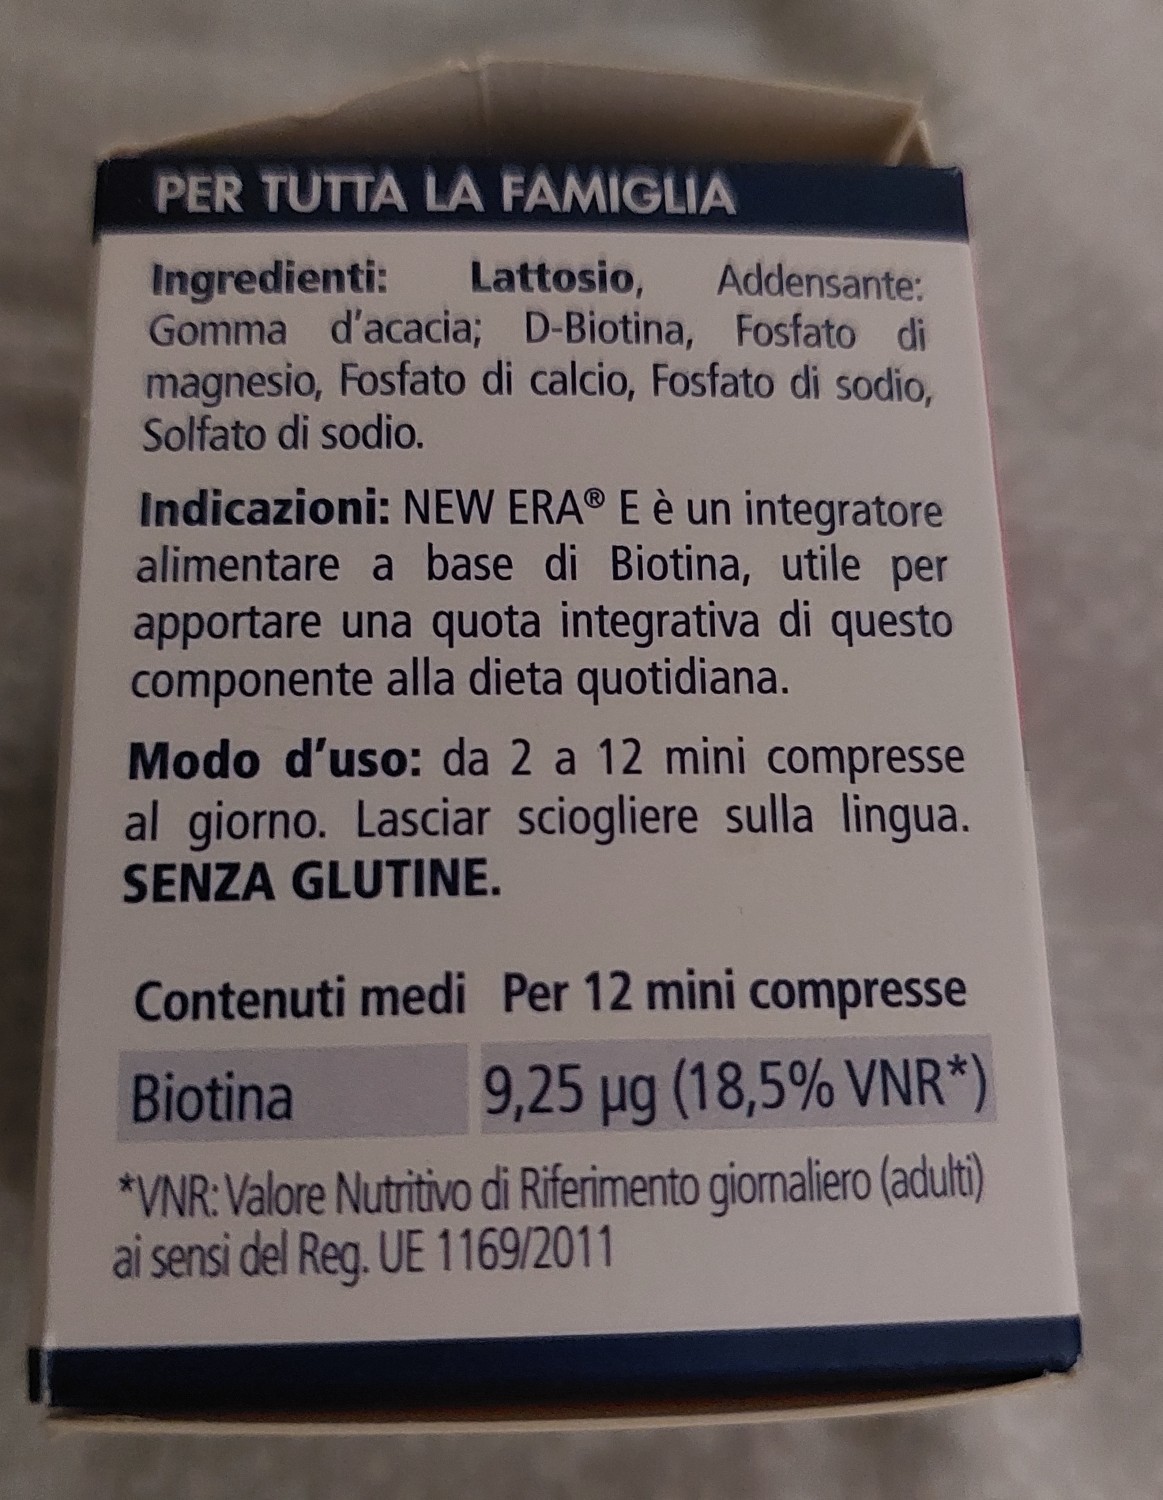 PER TUTTA LA FAMIGLIA
Ingredienti: Lattosio, Addensante:
Gomma d'acacia; D-Biotina, Fosfato di
magnesio, Fosfato di calcio, Fosfato di sodio,
Solfato di sodio.
Indicazioni: NEW ERA® E è un integratore
alimentare a base di Biotina, utile per
apportare una quota integrativa di questo
componente alla dieta quotidiana.
Modo d'uso: da 2 a 12 mini compresse
al giorno. Lasciar sciogliere sulla lingua.
SENZA GLUTINE.
Contenuti medi Per 12 mini compresse
Biotina 9,25 µg (18,5% VNR*)
*VNR: Valore Nutritivo di Riferimento giornaliero (adulti)
ai sensi del Reg. UE 1169/2011